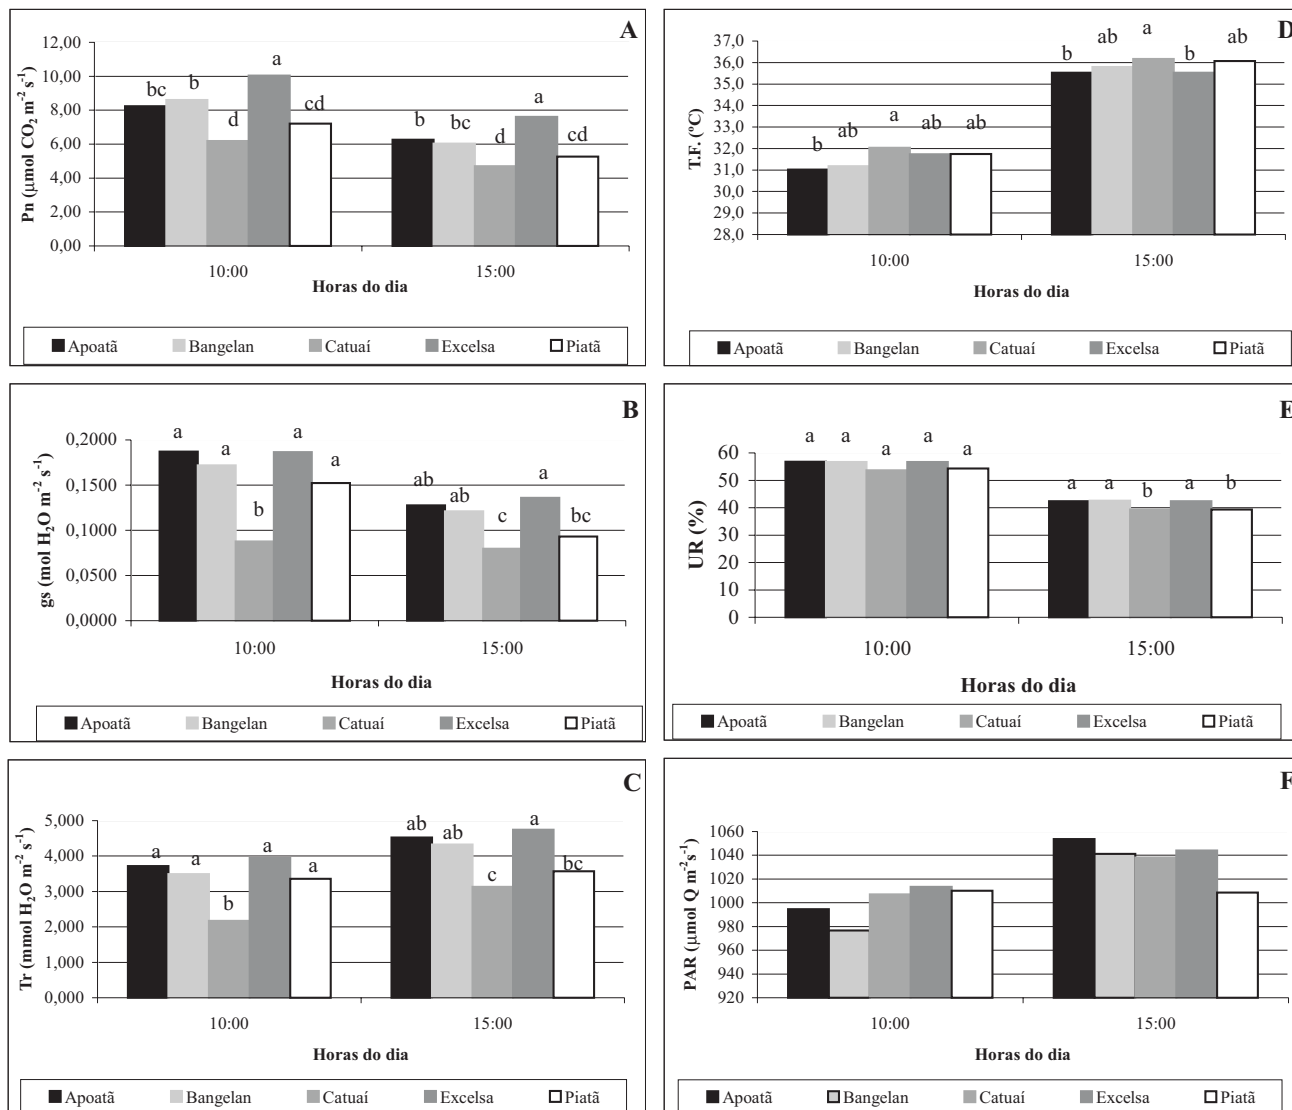 A
12,00
10,00
8,00
6,00
4,00
2,00
0,00
Pn (µmol CO₂ m⁻² s⁻¹)
bc b d a cd
b bc d a cd
10:00 15:00
Horas do dia
Apoatã Bangelan Catuaí Excelsa Piatã
B
0,2000
0,1500
0,1000
0,0500
0,0000
gs (mol H₂O m⁻² s⁻¹)
a a b a a
ab ab c a bc
10:00 15:00
Horas do dia
Apoatã Bangelan Catuaí Excelsa Piatã
C
5,000
4,000
3,000
2,000
1,000
0,000
Tr (mmol H₂O m⁻² s⁻¹)
a a b a a
ab ab c a bc
10:00 15:00
Horas do dia
Apoatã Bangelan Catuaí Excelsa Piatã
D
37,0
36,0
35,0
34,0
33,0
32,0
31,0
30,0
29,0
28,0
T.F. (ºC)
b ab a ab ab
b ab a b ab
10:00 15:00
Horas do dia
Apoatã Bangelan Catuaí Excelsa Piatã
E
60
50
40
30
20
10
0
UR (%)
a a a a a
a a b a b
10:00 15:00
Horas do dia
Apoatã Bangelan Catuaí Excelsa Piatã
F
1060
1040
1020
1000
980
960
940
920
PAR (µmol Q m⁻²s⁻¹)
10:00 15:00
Horas do dia
Apoatã Bangelan Catuaí Excelsa Piatã